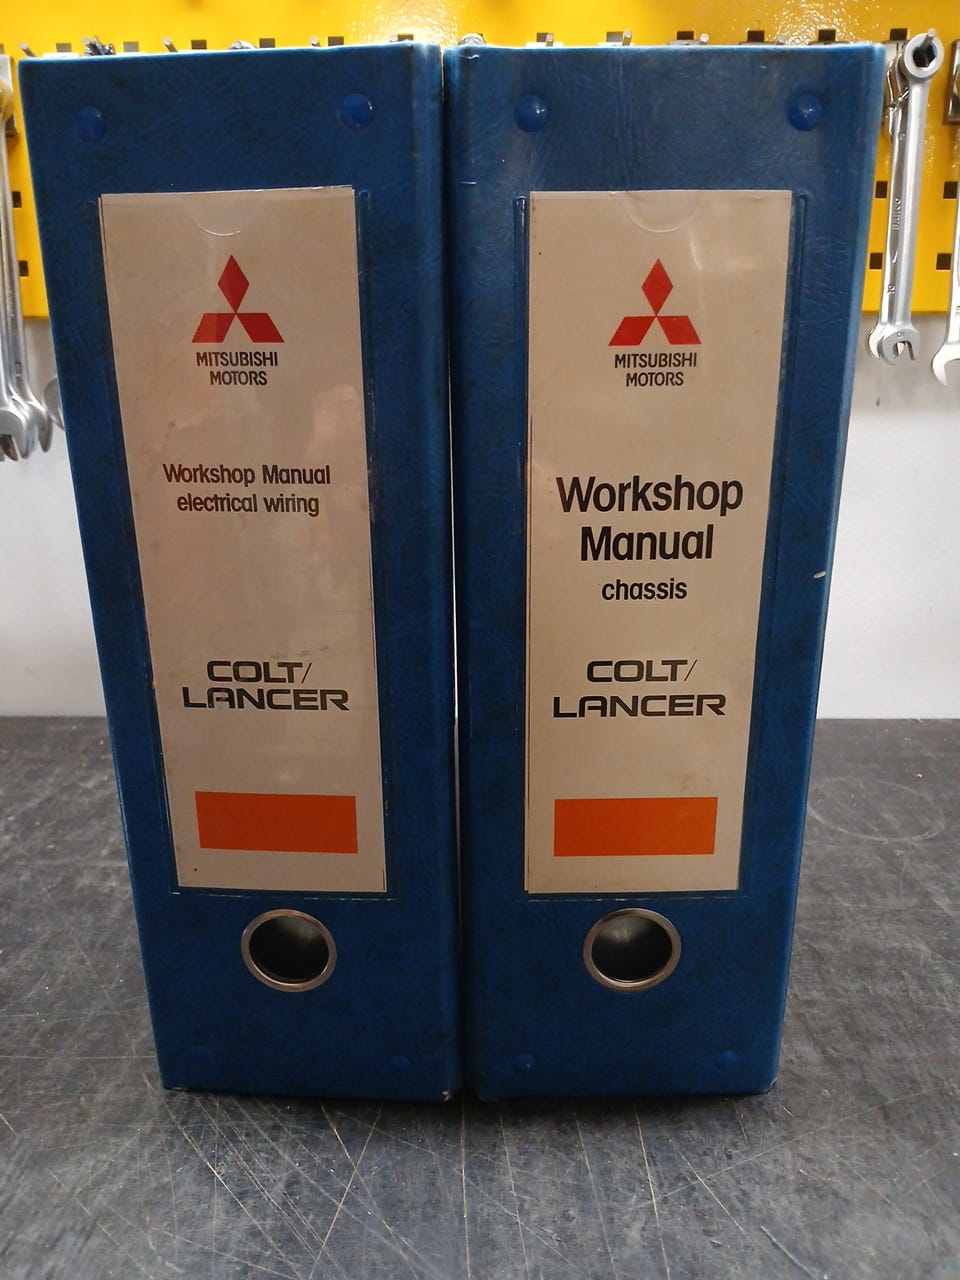 MITSUBISHI
MOTORS
Workshop Manual
electrical wiring
COLT/
LANCER
MITSUBISHI
MOTORS
Workshop
Manual
chassis
COLT/
LANCER